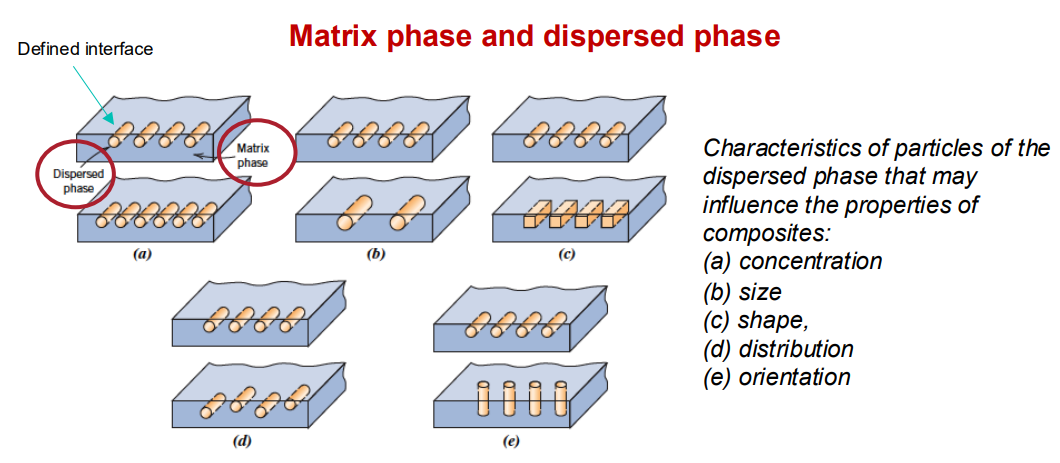 Matrix phase and dispersed phase
Defined interface
Matrix
phase
Dispersed
phase
(a)
(b)
(c)
(d)
(e)
Characteristics of particles of the
dispersed phase that may
influence the properties of
composites:
(a) concentration
(b) size
(c) shape,
(d) distribution
(e) orientation